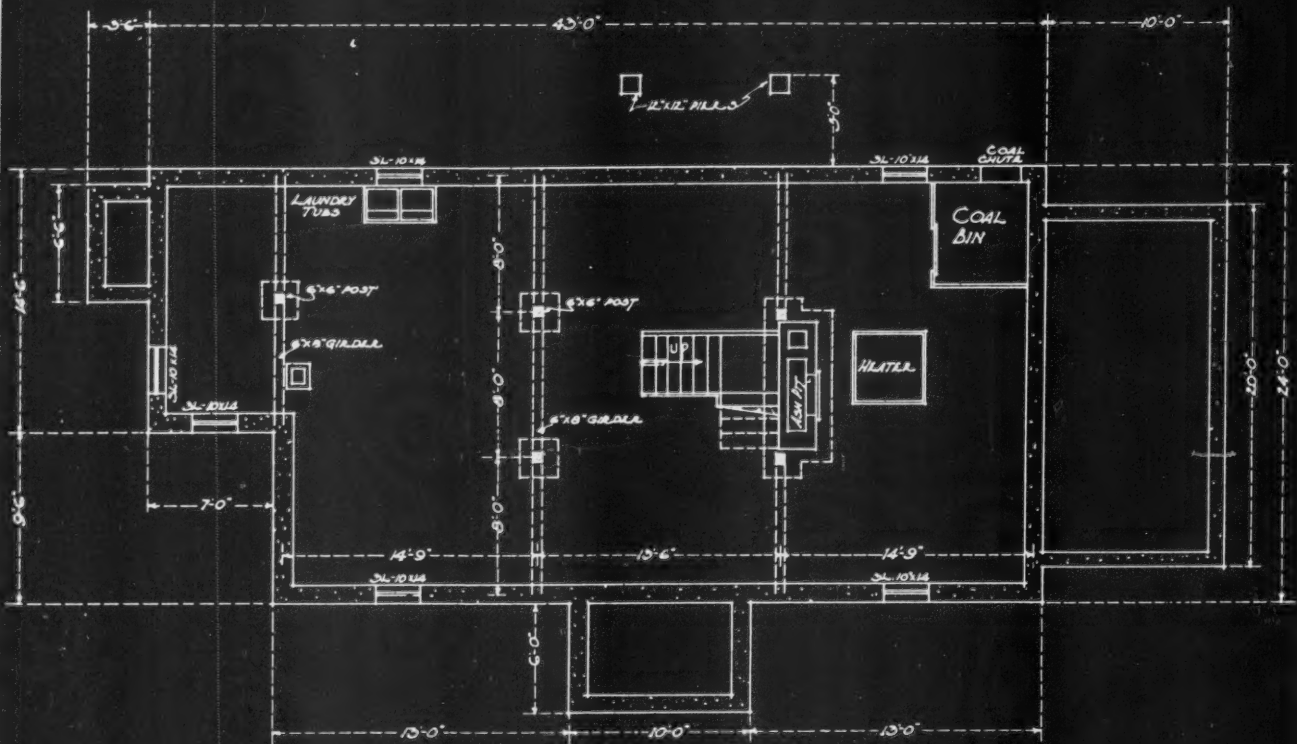 3'-6"
43'-0"
10'-0"
12"X12" PIERS
5'-0"
SL-10X14
SL-10X14
COAL
CHUTE
LAUNDRY
TUBS
COAL
BIN
6'-6"
14'-6"
8'-0"
6"X6" POST
6"X6" POST
6"X8" GIRDER
UP
HEATER
ASH PIT
SL-10X14
SL-10X14
8'-0"
20'-0"
24'-0"
6"X8" GIRDER
7'-0"
9'-6"
8'-0"
14'-9"
13'-6"
14'-9"
SL-10X14
SL-10X14
6'-0"
13'-0"
10'-0"
13'-0"